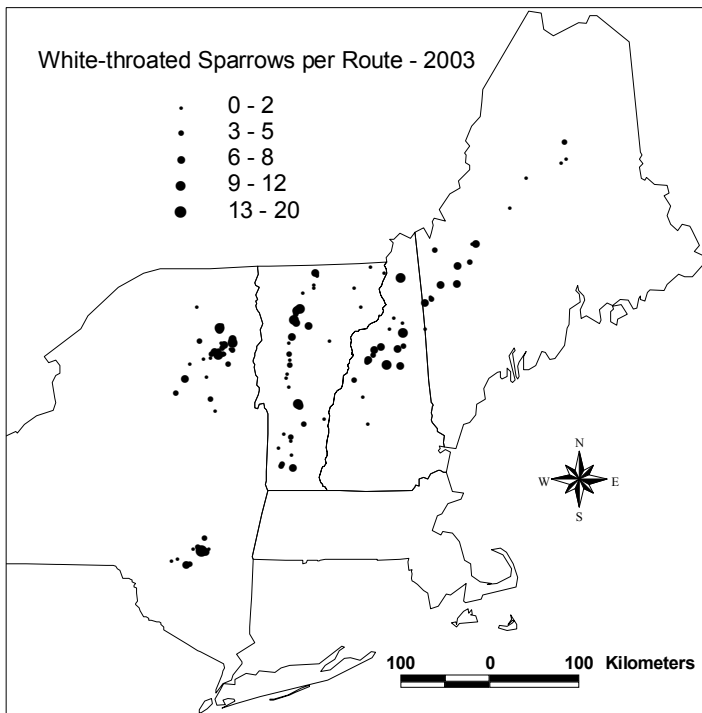 White-throated Sparrows per Route - 2003
0 - 2
3 - 5
6 - 8
9 - 12
13 - 20
N
W E
S
100 0 100 Kilometers